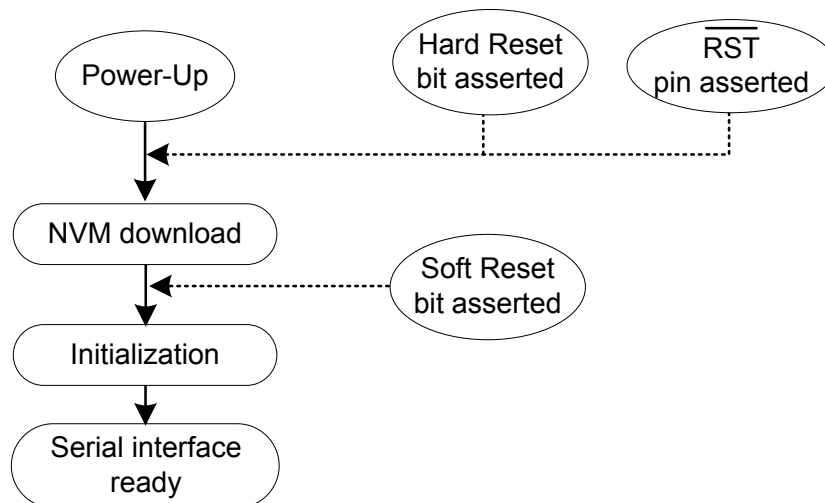 Power-Up
Hard Reset
bit asserted
RST
pin asserted
NVM download
Soft Reset
bit asserted
Initialization
Serial interface
ready